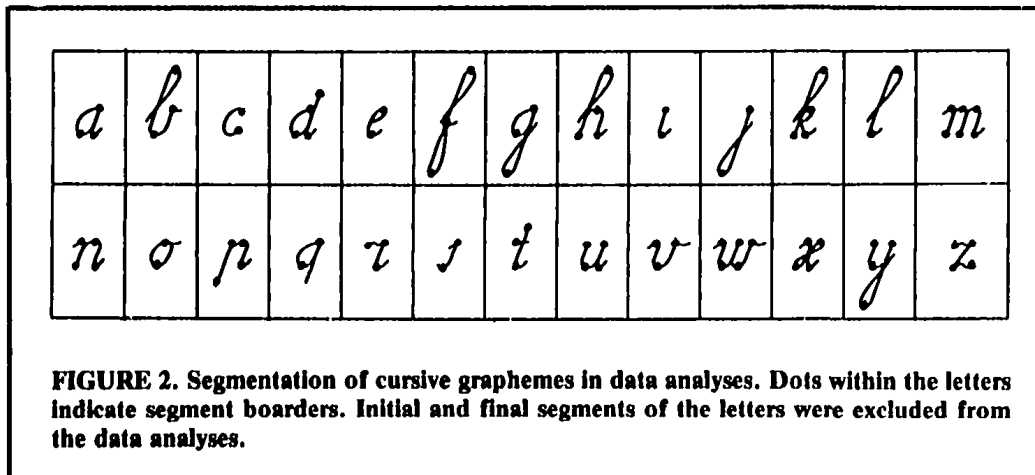 a b c d e f g h i j k l m
n o p q r s t u v w x y z
FIGURE 2. Segmentation of cursive graphemes in data analyses. Dots within the letters
indicate segment boarders. Initial and final segments of the letters were excluded from
the data analyses.